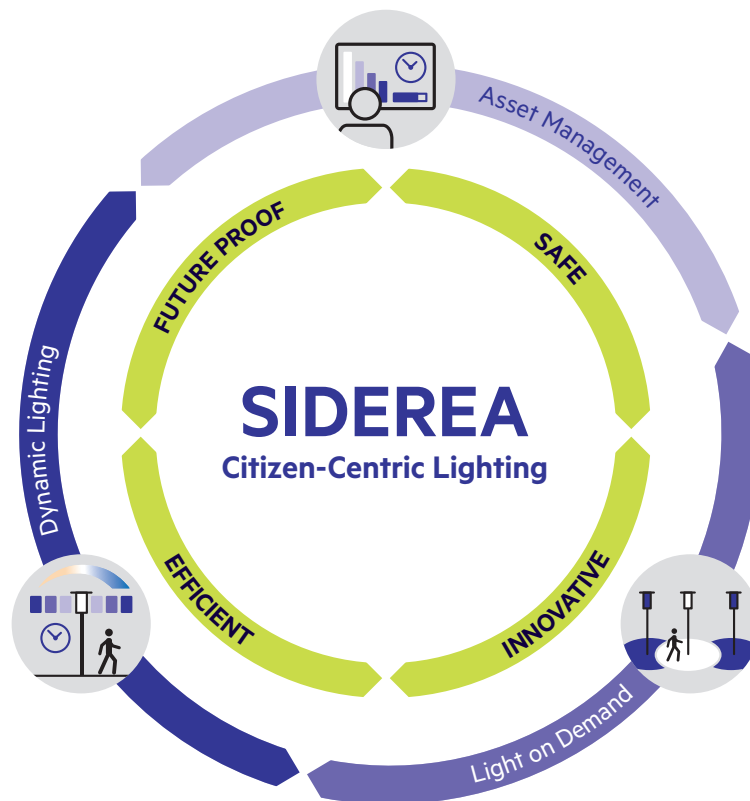 Asset Management
FUTURE PROOF
SAFE
SIDEREA
Citizen-Centric Lighting
Dynamic Lighting
EFFICIENT
INNOVATIVE
Light on Demand